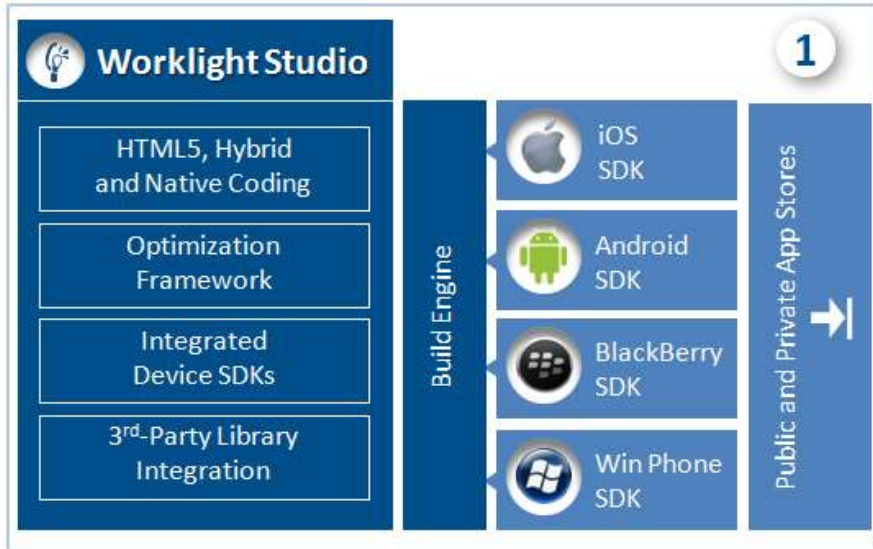 Worklight Studio
1
HTML5, Hybrid
and Native Coding
Optimization
Framework
Integrated
Device SDKs
3rd-Party Library
Integration
Build Engine
iOS
SDK
Android
SDK
BlackBerry
SDK
Win Phone
SDK
Public and Private App Stores